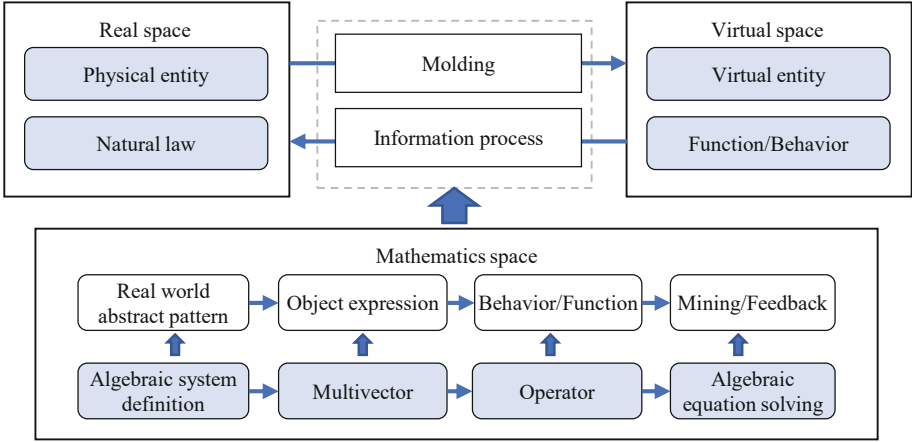 Real space
Physical entity
Natural law
Molding
Information process
Virtual space
Virtual entity
Function/Behavior
Mathematics space
Real world
abstract pattern
Object expression
Behavior/Function
Mining/Feedback
Algebraic system
definition
Multivector
Operator
Algebraic
equation solving